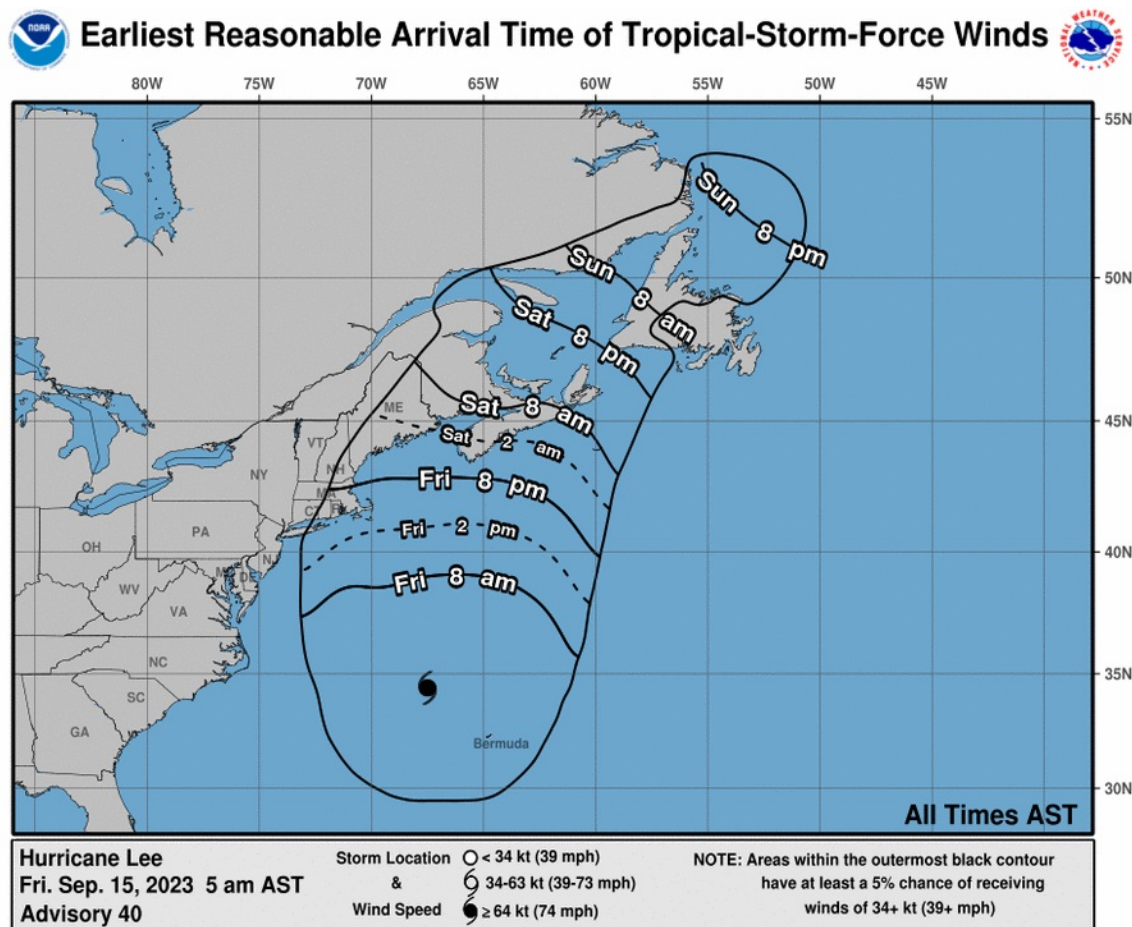 NOAA
Earliest Reasonable Arrival Time of Tropical-Storm-Force Winds
80W 75W 70W 65W 60W 55W 50W 45W
55N
50N
45N
40N
35N
30N
Sun 8 pm
Sun 8 am
Sat 8 pm
Sat 8 am
Sat 2 am
Fri 8 pm
Fri 2 pm
Fri 8 am
ME
VT
NH
NY
MA
PA
OH
WV
VA
NC
SC
GA
DE
Bermuda
All Times AST
Hurricane Lee
Fri. Sep. 15, 2023 5 am AST
Advisory 40
Storm Location
&
Wind Speed
< 34 kt (39 mph)
34-63 kt (39-73 mph)
≥ 64 kt (74 mph)
NOTE: Areas within the outermost black contour
have at least a 5% chance of receiving
winds of 34+ kt (39+ mph)